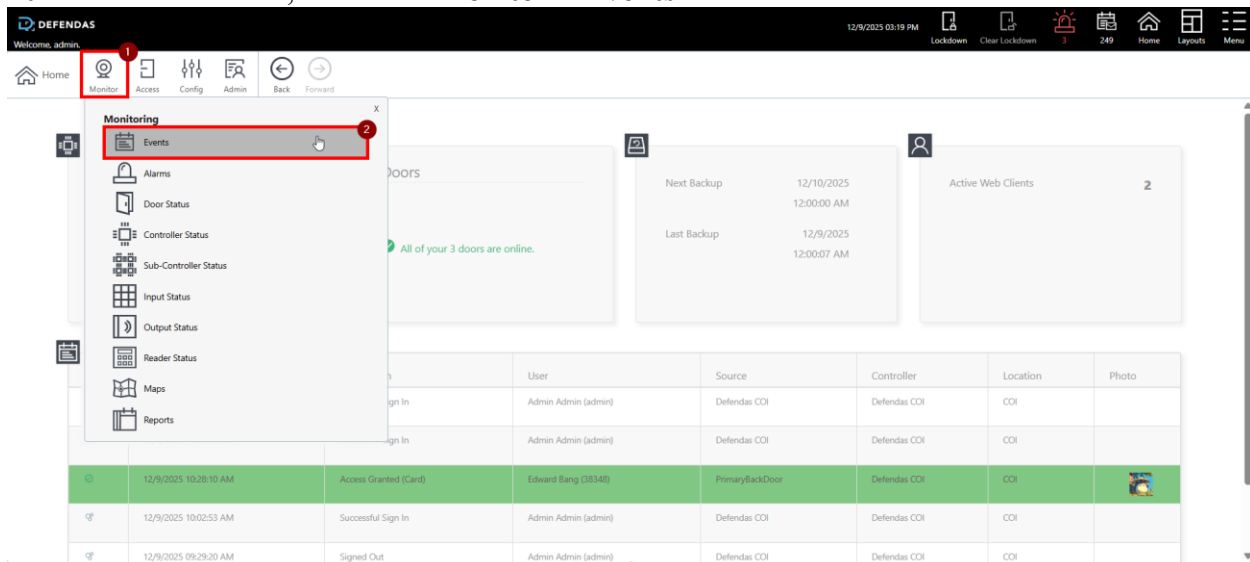 DEFENDAS
Welcome, admin.
12/9/2025 03:19 PM
Lockdown
Clear Lockdown
3
249
Home
Layouts
Menu
1
Home
Monitor
Access
Config
Admin
Back
Forward
x
Monitoring
2
Events
Alarms
Door Status
Controller Status
Sub-Controller Status
Input Status
Output Status
Reader Status
Maps
Reports
Doors
All of your 3 doors are online.
Next Backup 12/10/2025
12:00:00 AM
Last Backup 12/9/2025
12:00:07 AM
Active Web Clients 2
User Source Controller Location Photo
ign In Admin Admin (admin) Defendas COI Defendas COI COI
ign In Admin Admin (admin) Defendas COI Defendas COI COI
12/9/2025 10:28:10 AM Access Granted (Card) Edward Bang (38348) PrimaryBackDoor Defendas COI COI
12/9/2025 10:02:53 AM Successful Sign In Admin Admin (admin) Defendas COI Defendas COI COI
12/9/2025 09:29:20 AM Signed Out Admin Admin (admin) Defendas COI Defendas COI COI